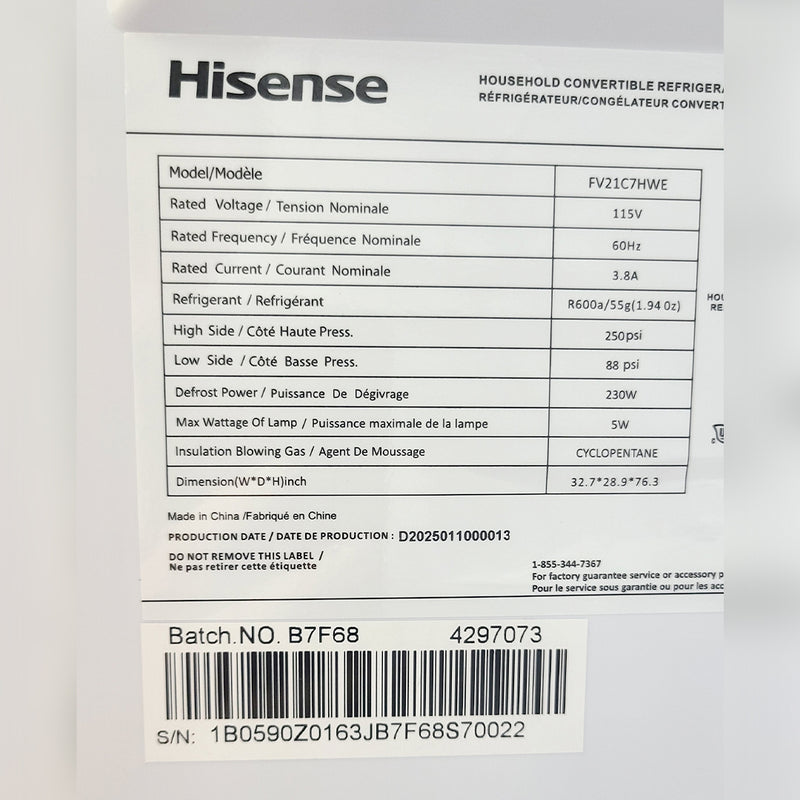 Hisense
HOUSEHOLD CONVERTIBLE
RÉFRIGÉRATEUR/CONGÉLATEUR
Model/Modèle FV21C7HWE
Rated Voltage / Tension Nominale 115V
Rated Frequency / Fréquence Nominale 60Hz
Rated Current / Courant Nominale 3.8A
Refrigerant / Refrigérant R600a/55g(1.94 Oz)
High Side / Côté Haute Press. 250psi
Low Side / Côté Basse Press. 88 psi
Defrost Power / Puissance De Dégivrage 230W
Max Wattage Of Lamp / Puissance maximale de la lampe 5W
Insulation Blowing Gas / Agent De Moussage CYCLOPENTANE
Dimension(W*D*H)inch 32.7*28.9*76.3
Made in China /Fabriqué en Chine
PRODUCTION DATE / DATE DE PRODUCTION : D2025011000013
DO NOT REMOVE THIS LABEL /
Ne pas retirer cette étiquette
1-855-344-7367
For factory guarantee service or accessory
Pour le service sous garantie ou pour les
Batch.NO. B7F68 4297073
S/N: 1B0590Z0163JB7F68S70022